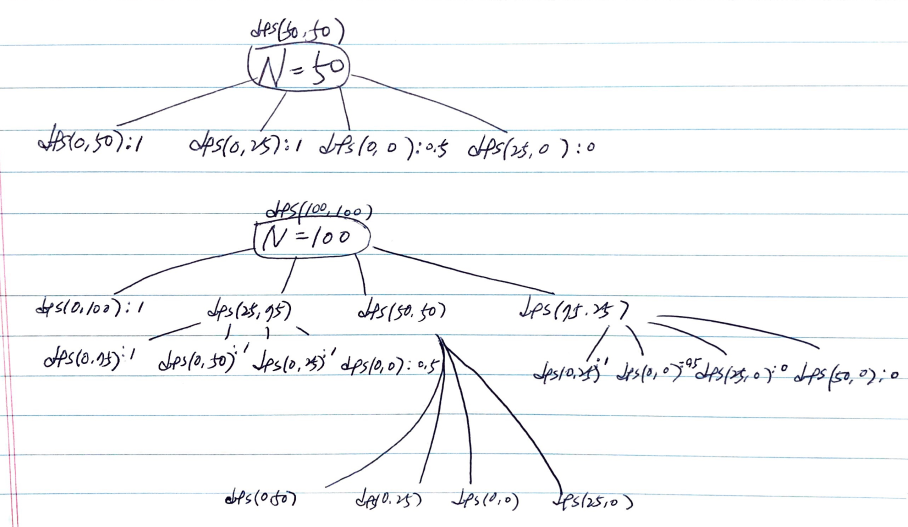 dfs(50,50)
N=50
dfs(0,50):1 dfs(0,25):1 dfs(0,0):0.5 dfs(25,0):0
dfs(100,100)
N=100
dfs(0,100):1 dfs(25,75) dfs(50,50) dfs(75,25)
dfs(0,75):1 dfs(0,50):1 dfs(0,25):1 dfs(0,0):0.5 dfs(0,25):1 dfs(0,0):0.5 dfs(25,0):0 dfs(50,0):0
dfs(0,50) dfs(0,25) dfs(0,0) dfs(25,0)